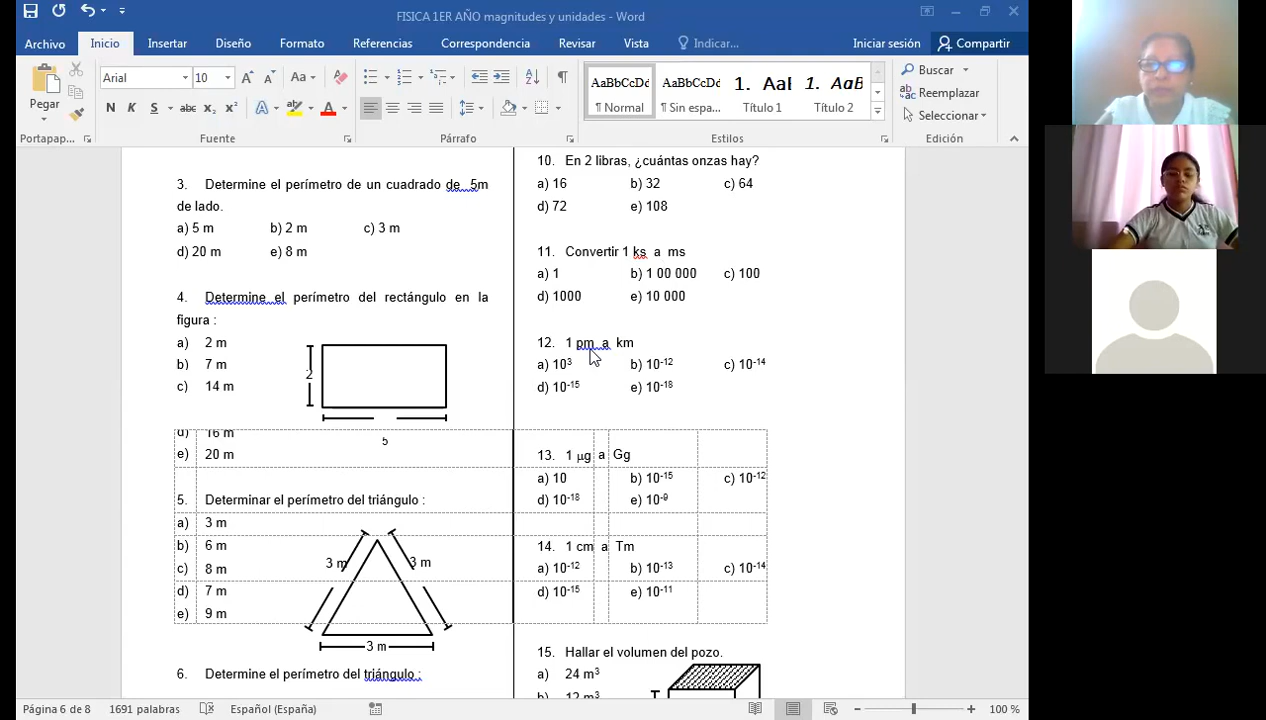 FISICA 1ER AÑO magnitudes y unidades - Word
Archivo Inicio Insertar Diseño Formato Referencias Correspondencia Revisar Vista Indicar... Iniciar sesión Compartir
Pegar
Arial 10
Aa
N K S abc x₂ x² A A
AaBbCcDd AaBbCcDd 1. Aal 1. AaB
¶ Normal ¶ Sin espa... Título 1 Título 2
Buscar
Reemplazar
Seleccionar
Portapap... Fuente Párrafo Estilos Edición
3. Determine el perímetro de un cuadrado de 5m
de lado.
a) 5 m b) 2 m c) 3 m
d) 20 m e) 8 m
4. Determine el perímetro del rectángulo en la
figura :
a) 2 m
b) 7 m
c) 14 m
2
d) 16 m
5
e) 20 m
5. Determinar el perímetro del triángulo :
a) 3 m
b) 6 m
c) 8 m
d) 7 m
e) 9 m
3 m 3 m
3 m
6. Determine el perímetro del triángulo :
10. En 2 libras, ¿cuántas onzas hay?
a) 16 b) 32 c) 64
d) 72 e) 108
11. Convertir 1 ks a ms
a) 1 b) 1 00 000 c) 100
d) 1000 e) 10 000
12. 1 pm a km
a) 10³ b) 10⁻¹² c) 10⁻¹⁴
d) 10⁻¹⁵ e) 10⁻¹⁸
13. 1 µg a Gg
a) 10 b) 10⁻¹⁵ c) 10⁻¹²
d) 10⁻¹⁸ e) 10⁻⁹
14. 1 cm a Tm
a) 10⁻¹² b) 10⁻¹³ c) 10⁻¹⁴
d) 10⁻¹⁵ e) 10⁻¹¹
15. Hallar el volumen del pozo.
a) 24 m³
b) 12 m³
Página 6 de 8 1691 palabras Español (España) 100 %